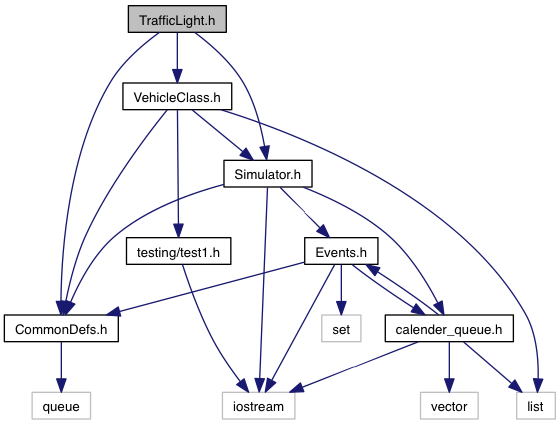 TrafficLight.h
VehicleClass.h
Simulator.h
testing/test1.h
Events.h
CommonDefs.h
set
calender_queue.h
queue
iostream
vector
list